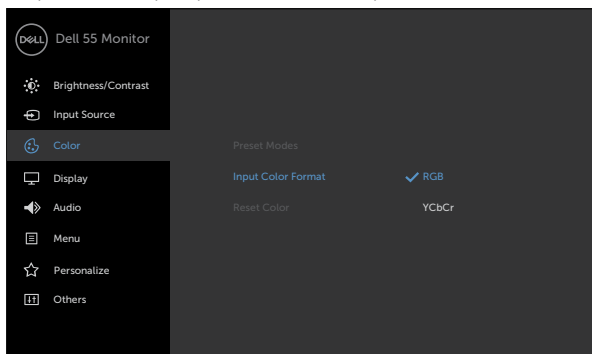 DELL Dell 55 Monitor
Brightness/Contrast
Input Source
Color
Preset Modes
Display
Input Color Format RGB
Audio
Reset Color YCbCr
Menu
Personalize
Others